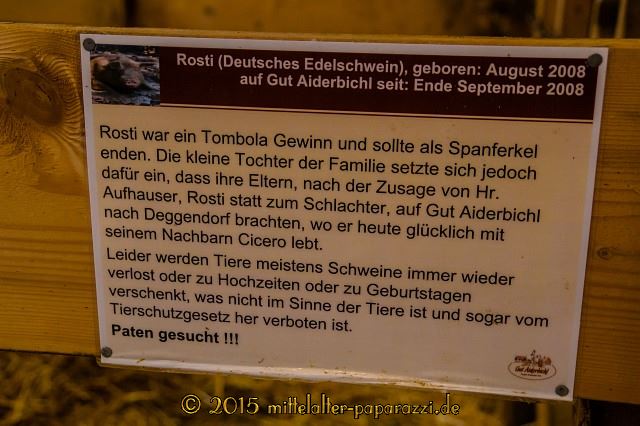 Rosti (Deutsches Edelschwein), geboren: August 2008
auf Gut Aiderbichl seit: Ende September 2008
Rosti war ein Tombola Gewinn und sollte als Spanferkel
enden. Die kleine Tochter der Familie setzte sich jedoch
dafür ein, dass ihre Eltern, nach der Zusage von Hr.
Aufhauser, Rosti statt zum Schlachter, auf Gut Aiderbichl
nach Deggendorf brachten, wo er heute glücklich mit
seinem Nachbarn Cicero lebt.
Leider werden Tiere meistens Schweine immer wieder
verlost oder zu Hochzeiten oder zu Geburtstagen
verschenkt, was nicht im Sinne der Tiere ist und sogar vom
Tierschutzgesetz her verboten ist.
Paten gesucht !!!
Gut Aiderbichl
© 2015 mittelalter-paparazzi.de